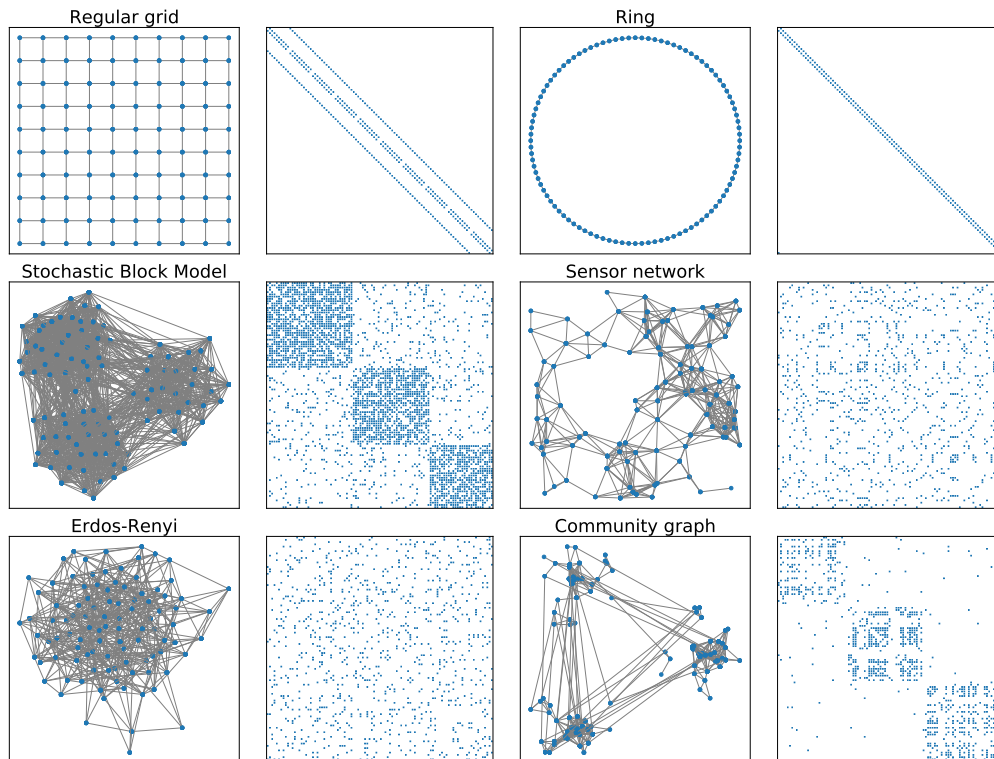 Regular grid
Ring
Stochastic Block Model
Sensor network
Erdos-Renyi
Community graph